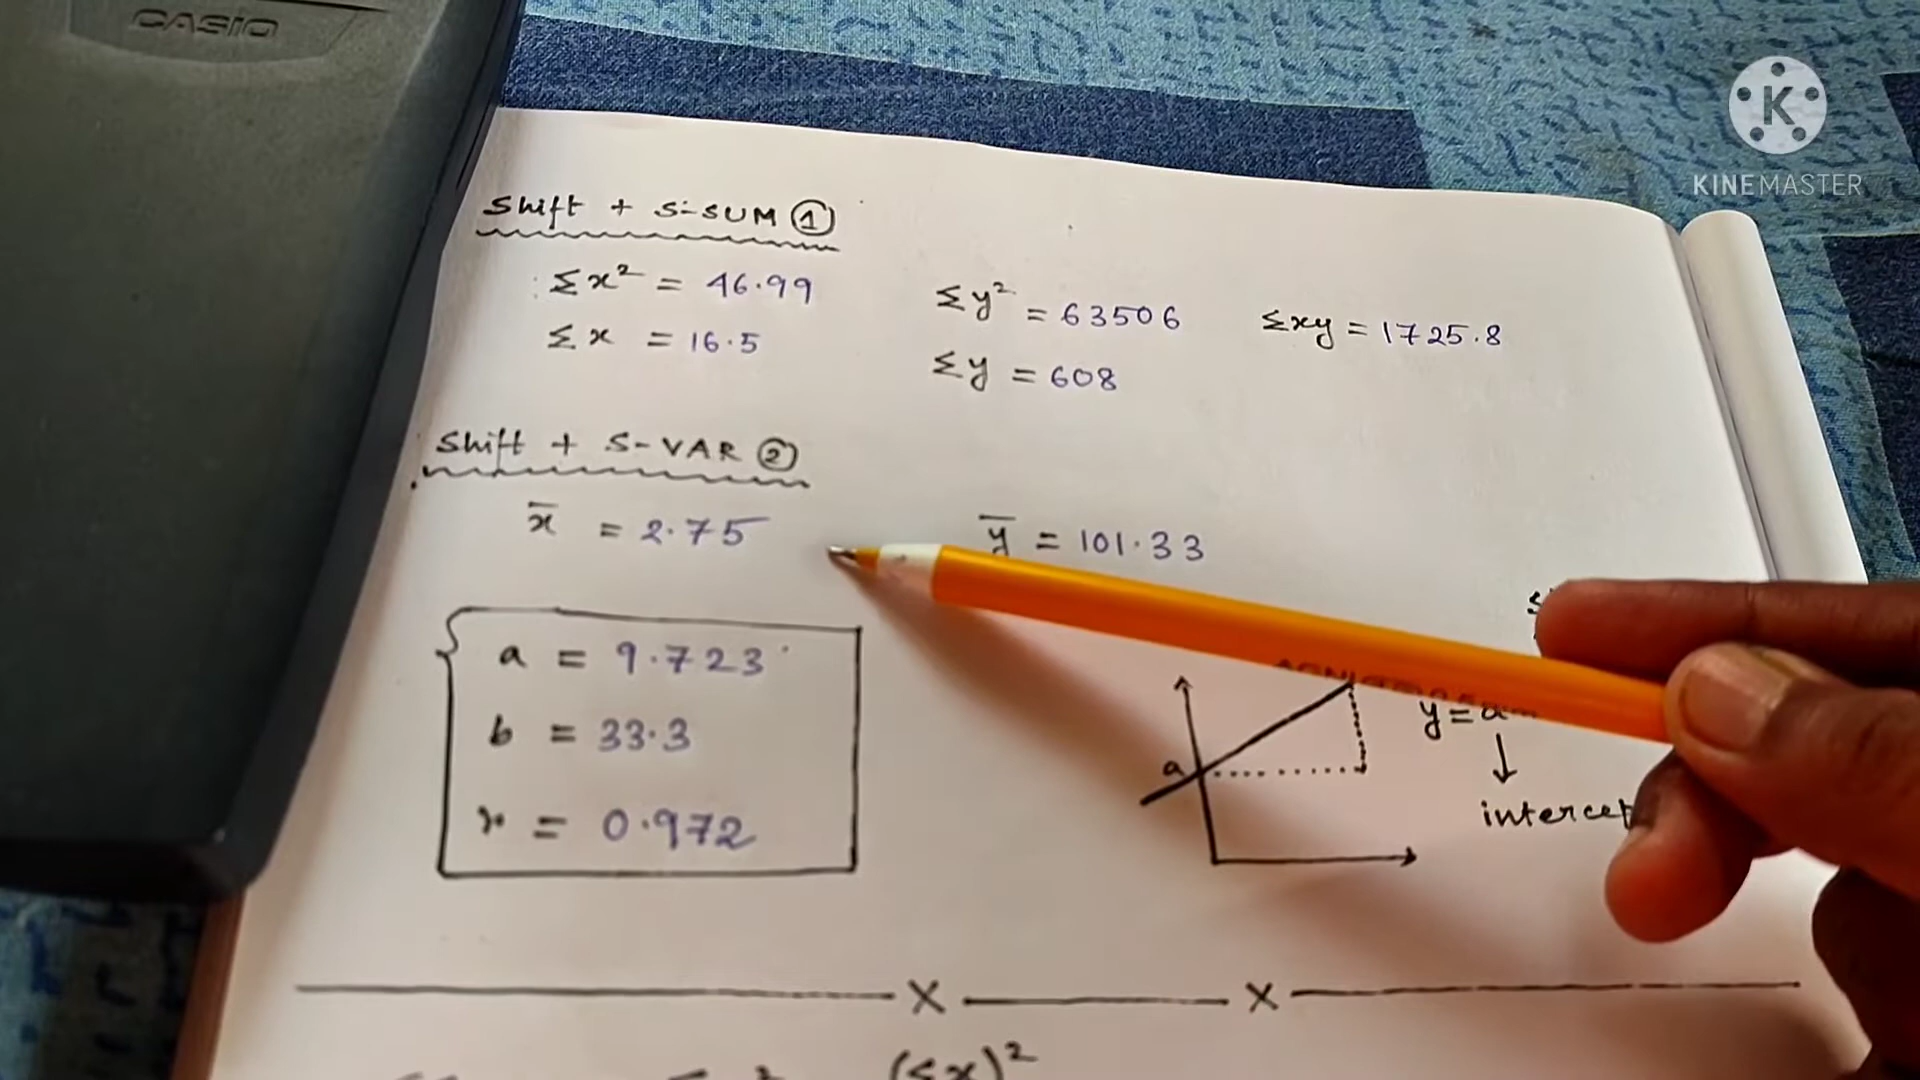 CASIO
KINEMASTER
Shift + S-SUM ①
Σx² = 46.99
Σy² = 63506
Σxy = 1725.8
Σx = 16.5
Σy = 608
Shift + S-VAR ②
x̄ = 2.75
ȳ = 101.33
a = 9.723
b = 33.3
r = 0.972
a
y = a
↓
intercep
(Σx)²